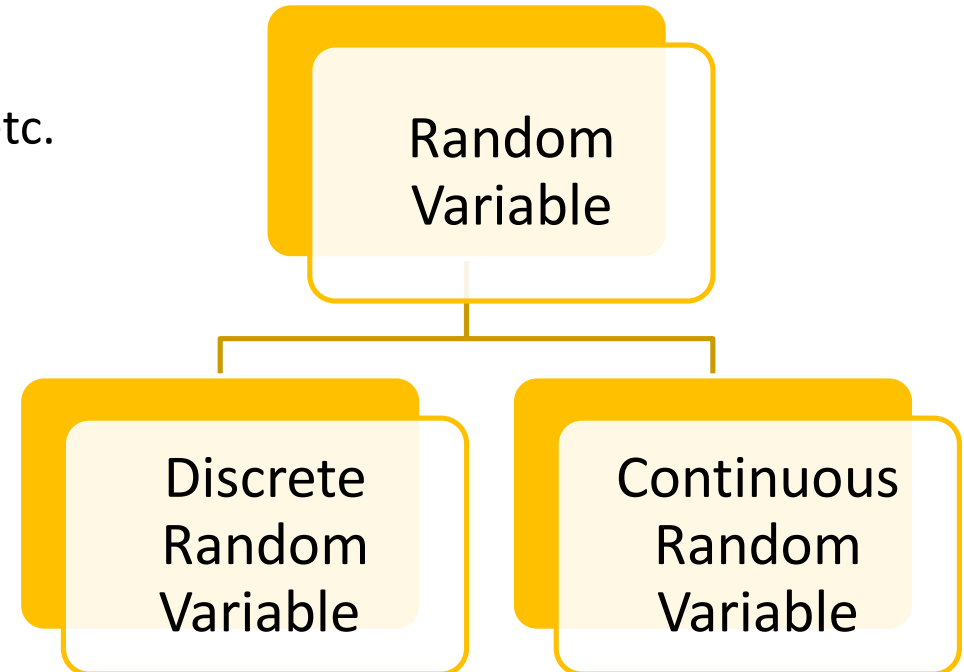 tc.
Random
Variable
Discrete
Random
Variable
Continuous
Random
Variable